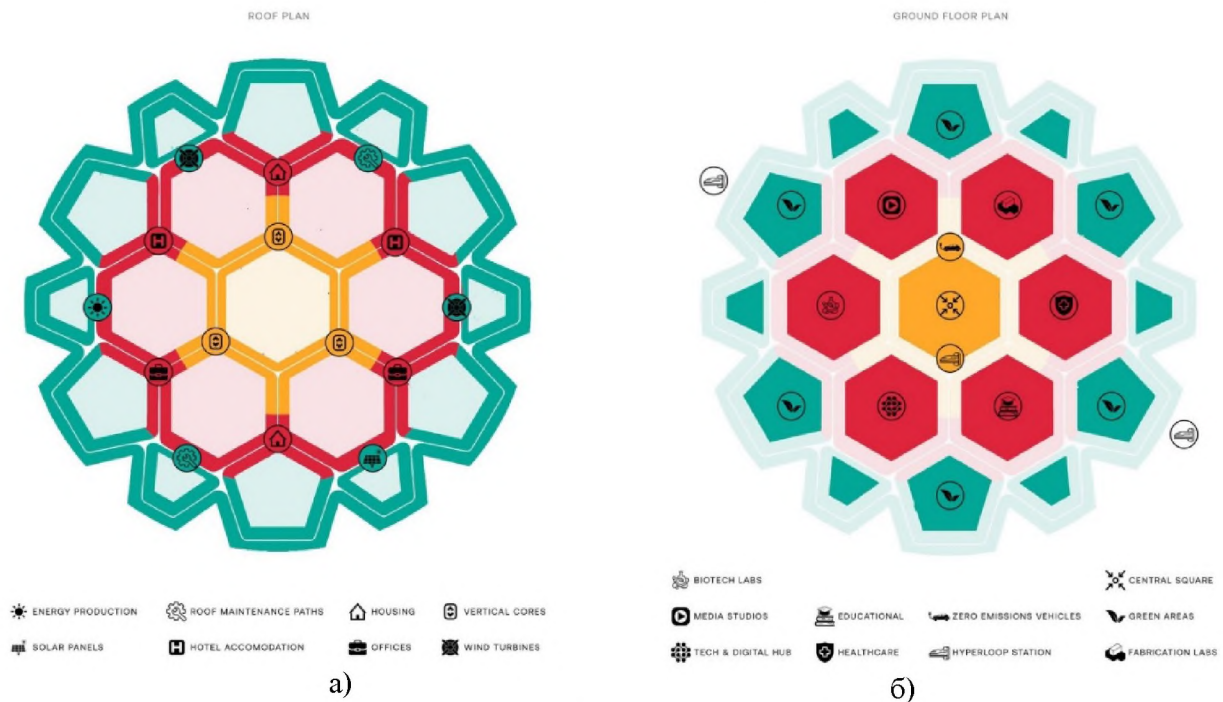 ROOF PLAN
ENERGY PRODUCTION
ROOF MAINTENANCE PATHS
HOUSING
VERTICAL CORES
SOLAR PANELS
H
HOTEL ACCOMODATION
OFFICES
WIND TURBINES
а)
GROUND FLOOR PLAN
BIOTECH LABS
CENTRAL SQUARE
MEDIA STUDIOS
EDUCATIONAL
ZERO EMISSIONS VEHICLES
GREEN AREAS
TECH & DIGITAL HUB
HEALTHCARE
HYPERLOOP STATION
FABRICATION LABS
б)